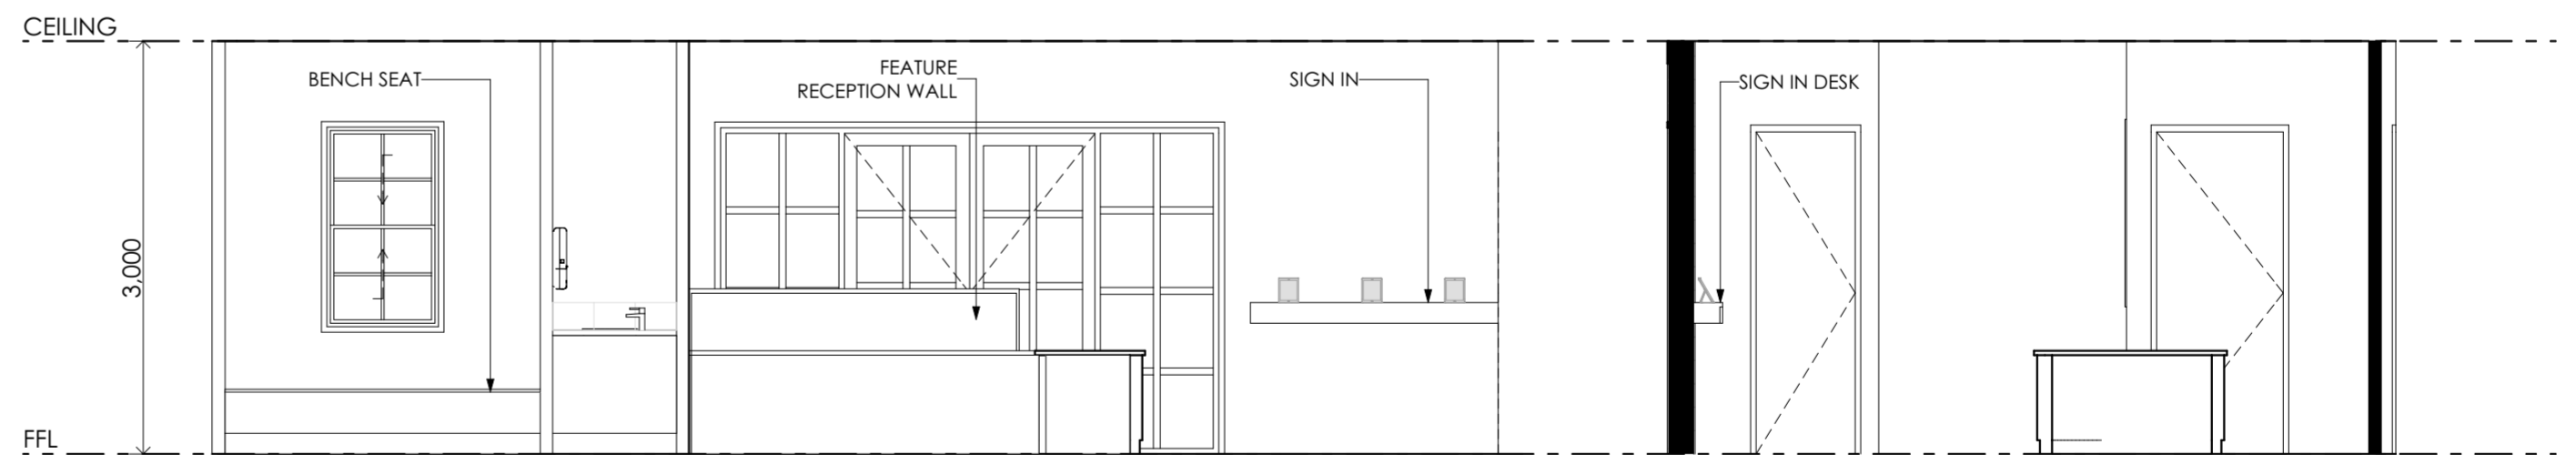 CEILING
BENCH SEAT
FEATURE
RECEPTION WALL
SIGN IN
SIGN IN DESK
3,000
FFL